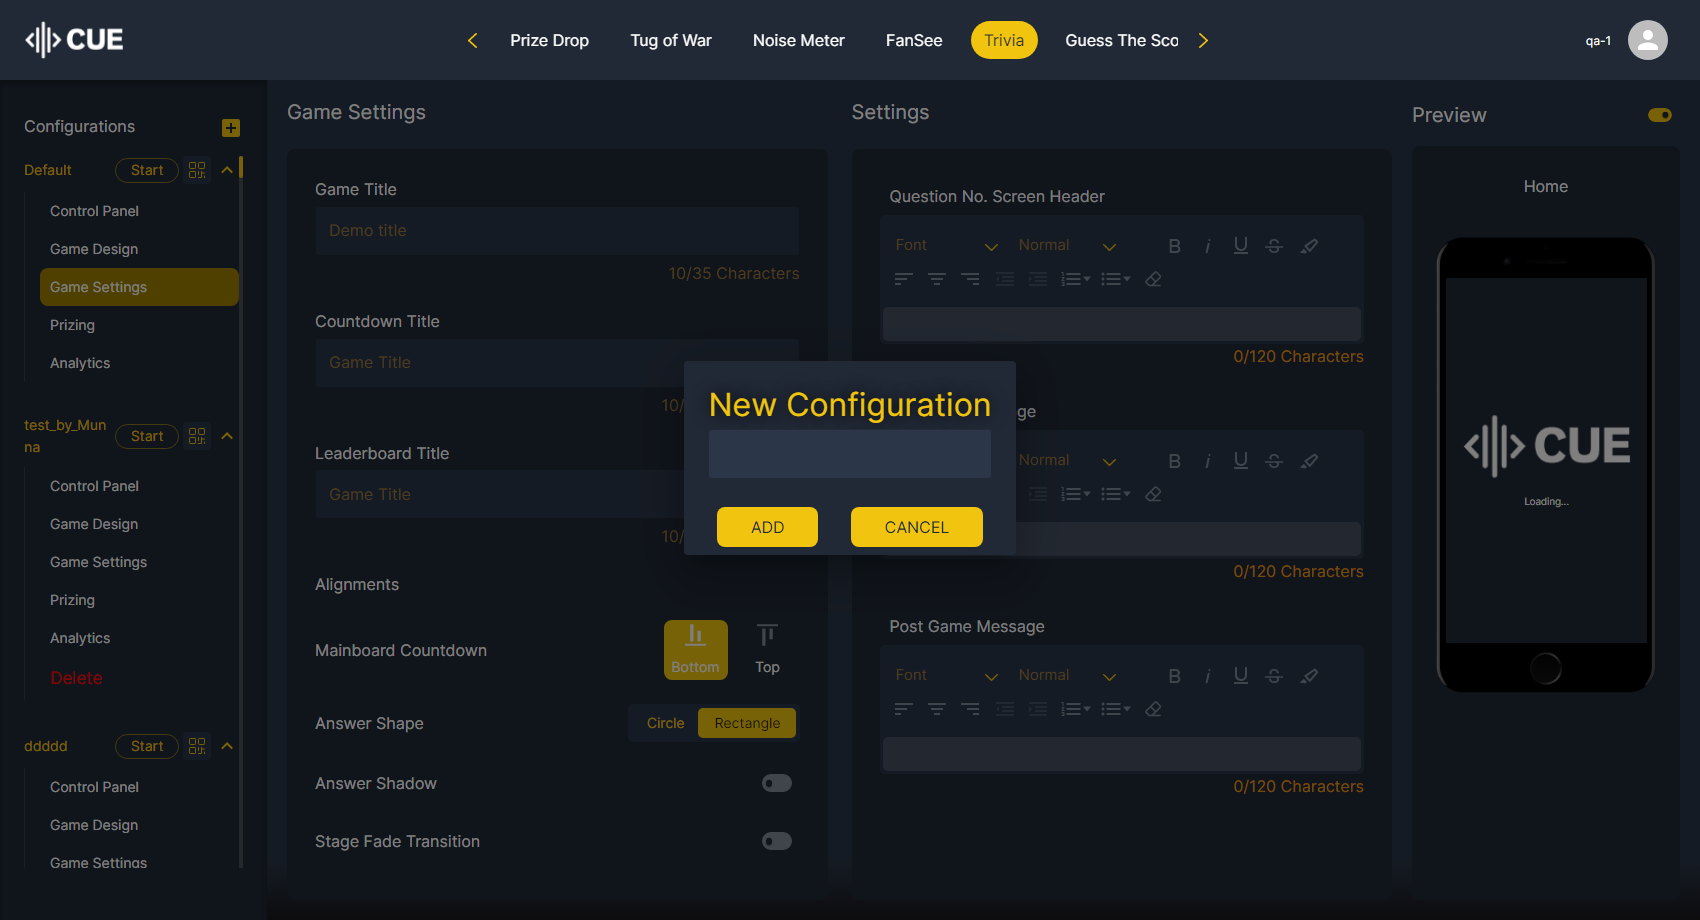 CUE
Prize Drop
Tug of War
Noise Meter
FanSee
Trivia
Guess The Sco
qa-1
Configurations
Default
Start
Control Panel
Game Design
Game Settings
Prizing
Analytics
test_by_Mun
na
Start
Control Panel
Game Design
Game Settings
Prizing
Analytics
Delete
ddddd
Start
Control Panel
Game Design
Game Settings
Game Settings
Game Title
Demo title
10/35 Characters
Countdown Title
Game Title
10/
Leaderboard Title
Game Title
10/
Alignments
Mainboard Countdown
Bottom
Top
Answer Shape
Circle
Rectangle
Answer Shadow
Stage Fade Transition
New Configuration
ADD
CANCEL
Settings
Question No. Screen Header
Font
Normal
0/120 Characters
ge
Normal
0/120 Characters
Post Game Message
Font
Normal
0/120 Characters
Preview
Home
CUE
Loading...